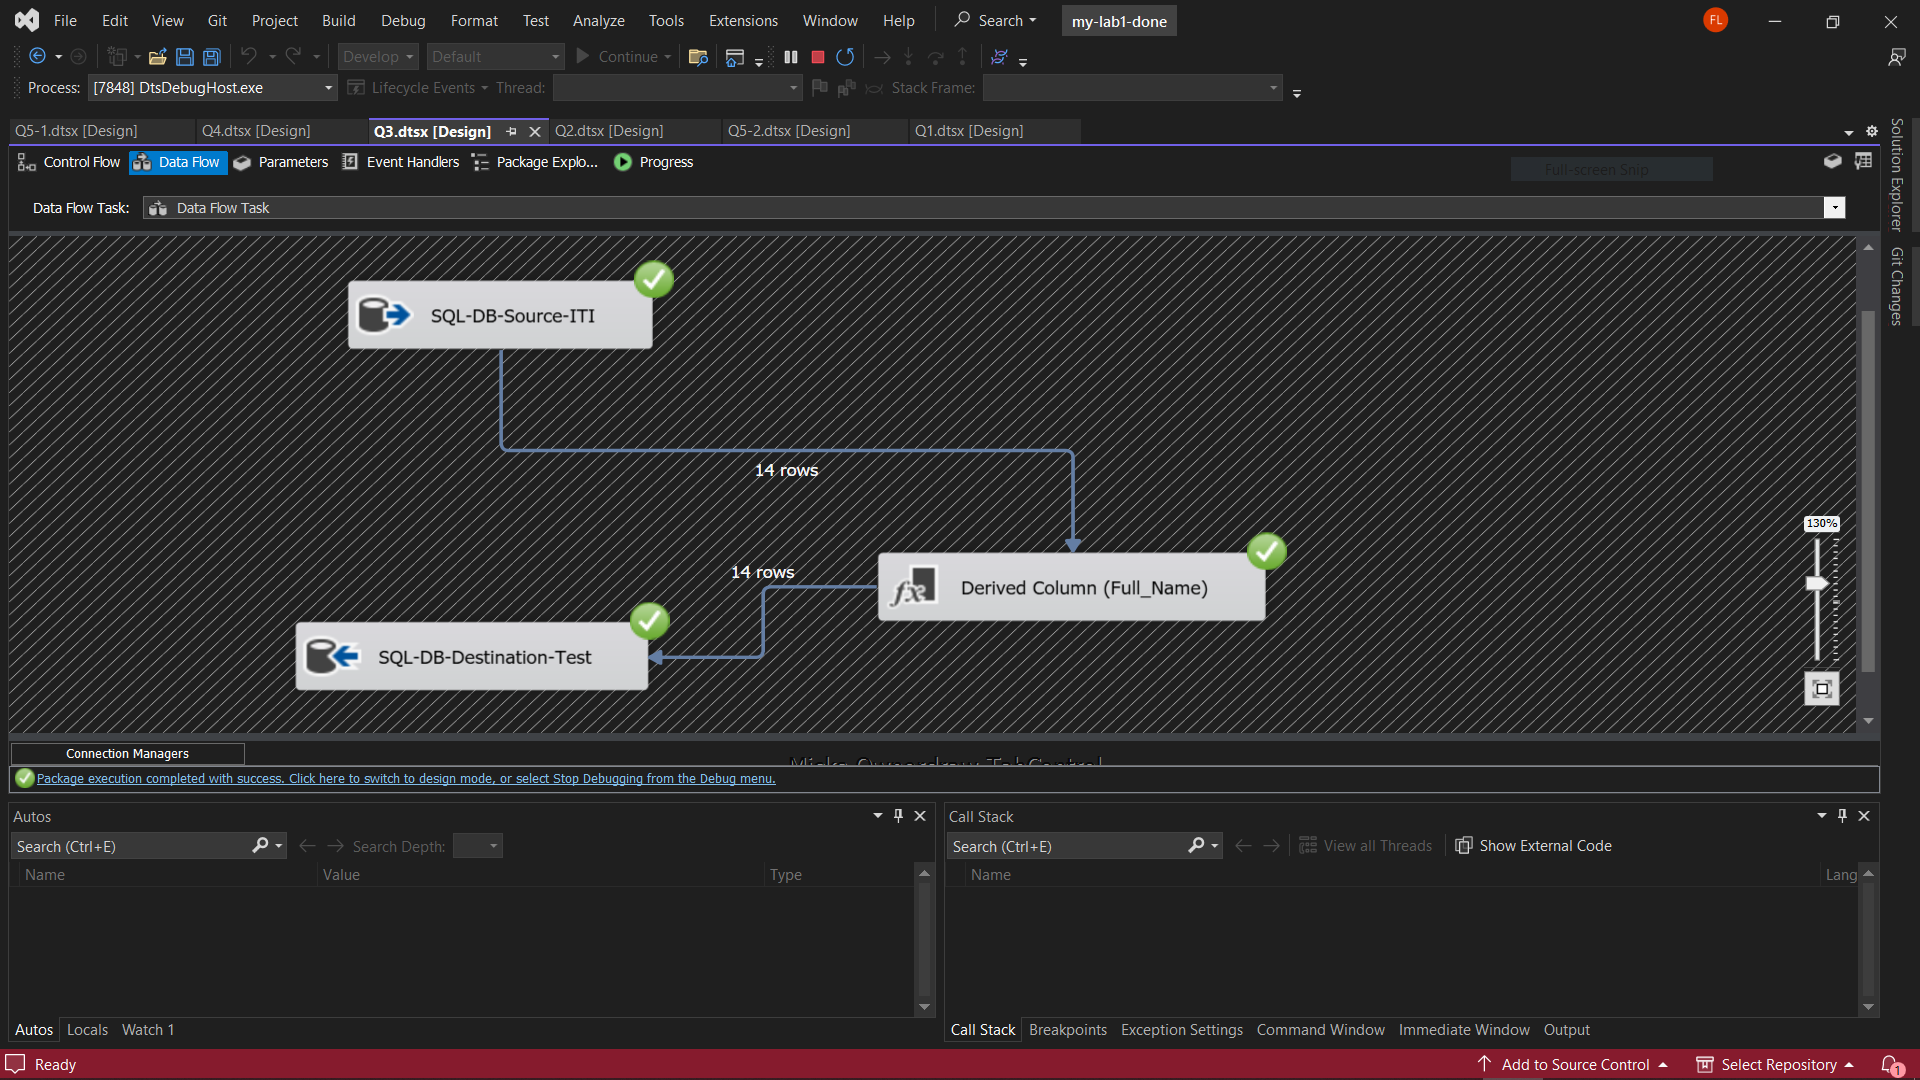 File Edit View Git Project Build Debug Format Test Analyze Tools Extensions Window Help Search my-lab1-done FL
Develop Default Continue
Process: [7848] DtsDebugHost.exe Lifecycle Events Thread: Stack Frame:
Q5-1.dtsx [Design] Q4.dtsx [Design] Q3.dtsx [Design] Q2.dtsx [Design] Q5-2.dtsx [Design] Q1.dtsx [Design]
Control Flow Data Flow Parameters Event Handlers Package Explo... Progress
Full-screen Snip
Data Flow Task: Data Flow Task
Solution Explorer
Git Changes
SQL-DB-Source-ITI
14 rows
130%
14 rows
Derived Column (Full_Name)
SQL-DB-Destination-Test
Connection Managers
Package execution completed with success. Click here to switch to design mode, or select Stop Debugging from the Debug menu.
Autos
Search (Ctrl+E) Search Depth:
Name Value Type
Autos Locals Watch 1
Call Stack
Search (Ctrl+E) View all Threads Show External Code
Name Lang
Call Stack Breakpoints Exception Settings Command Window Immediate Window Output
Ready Add to Source Control Select Repository 1